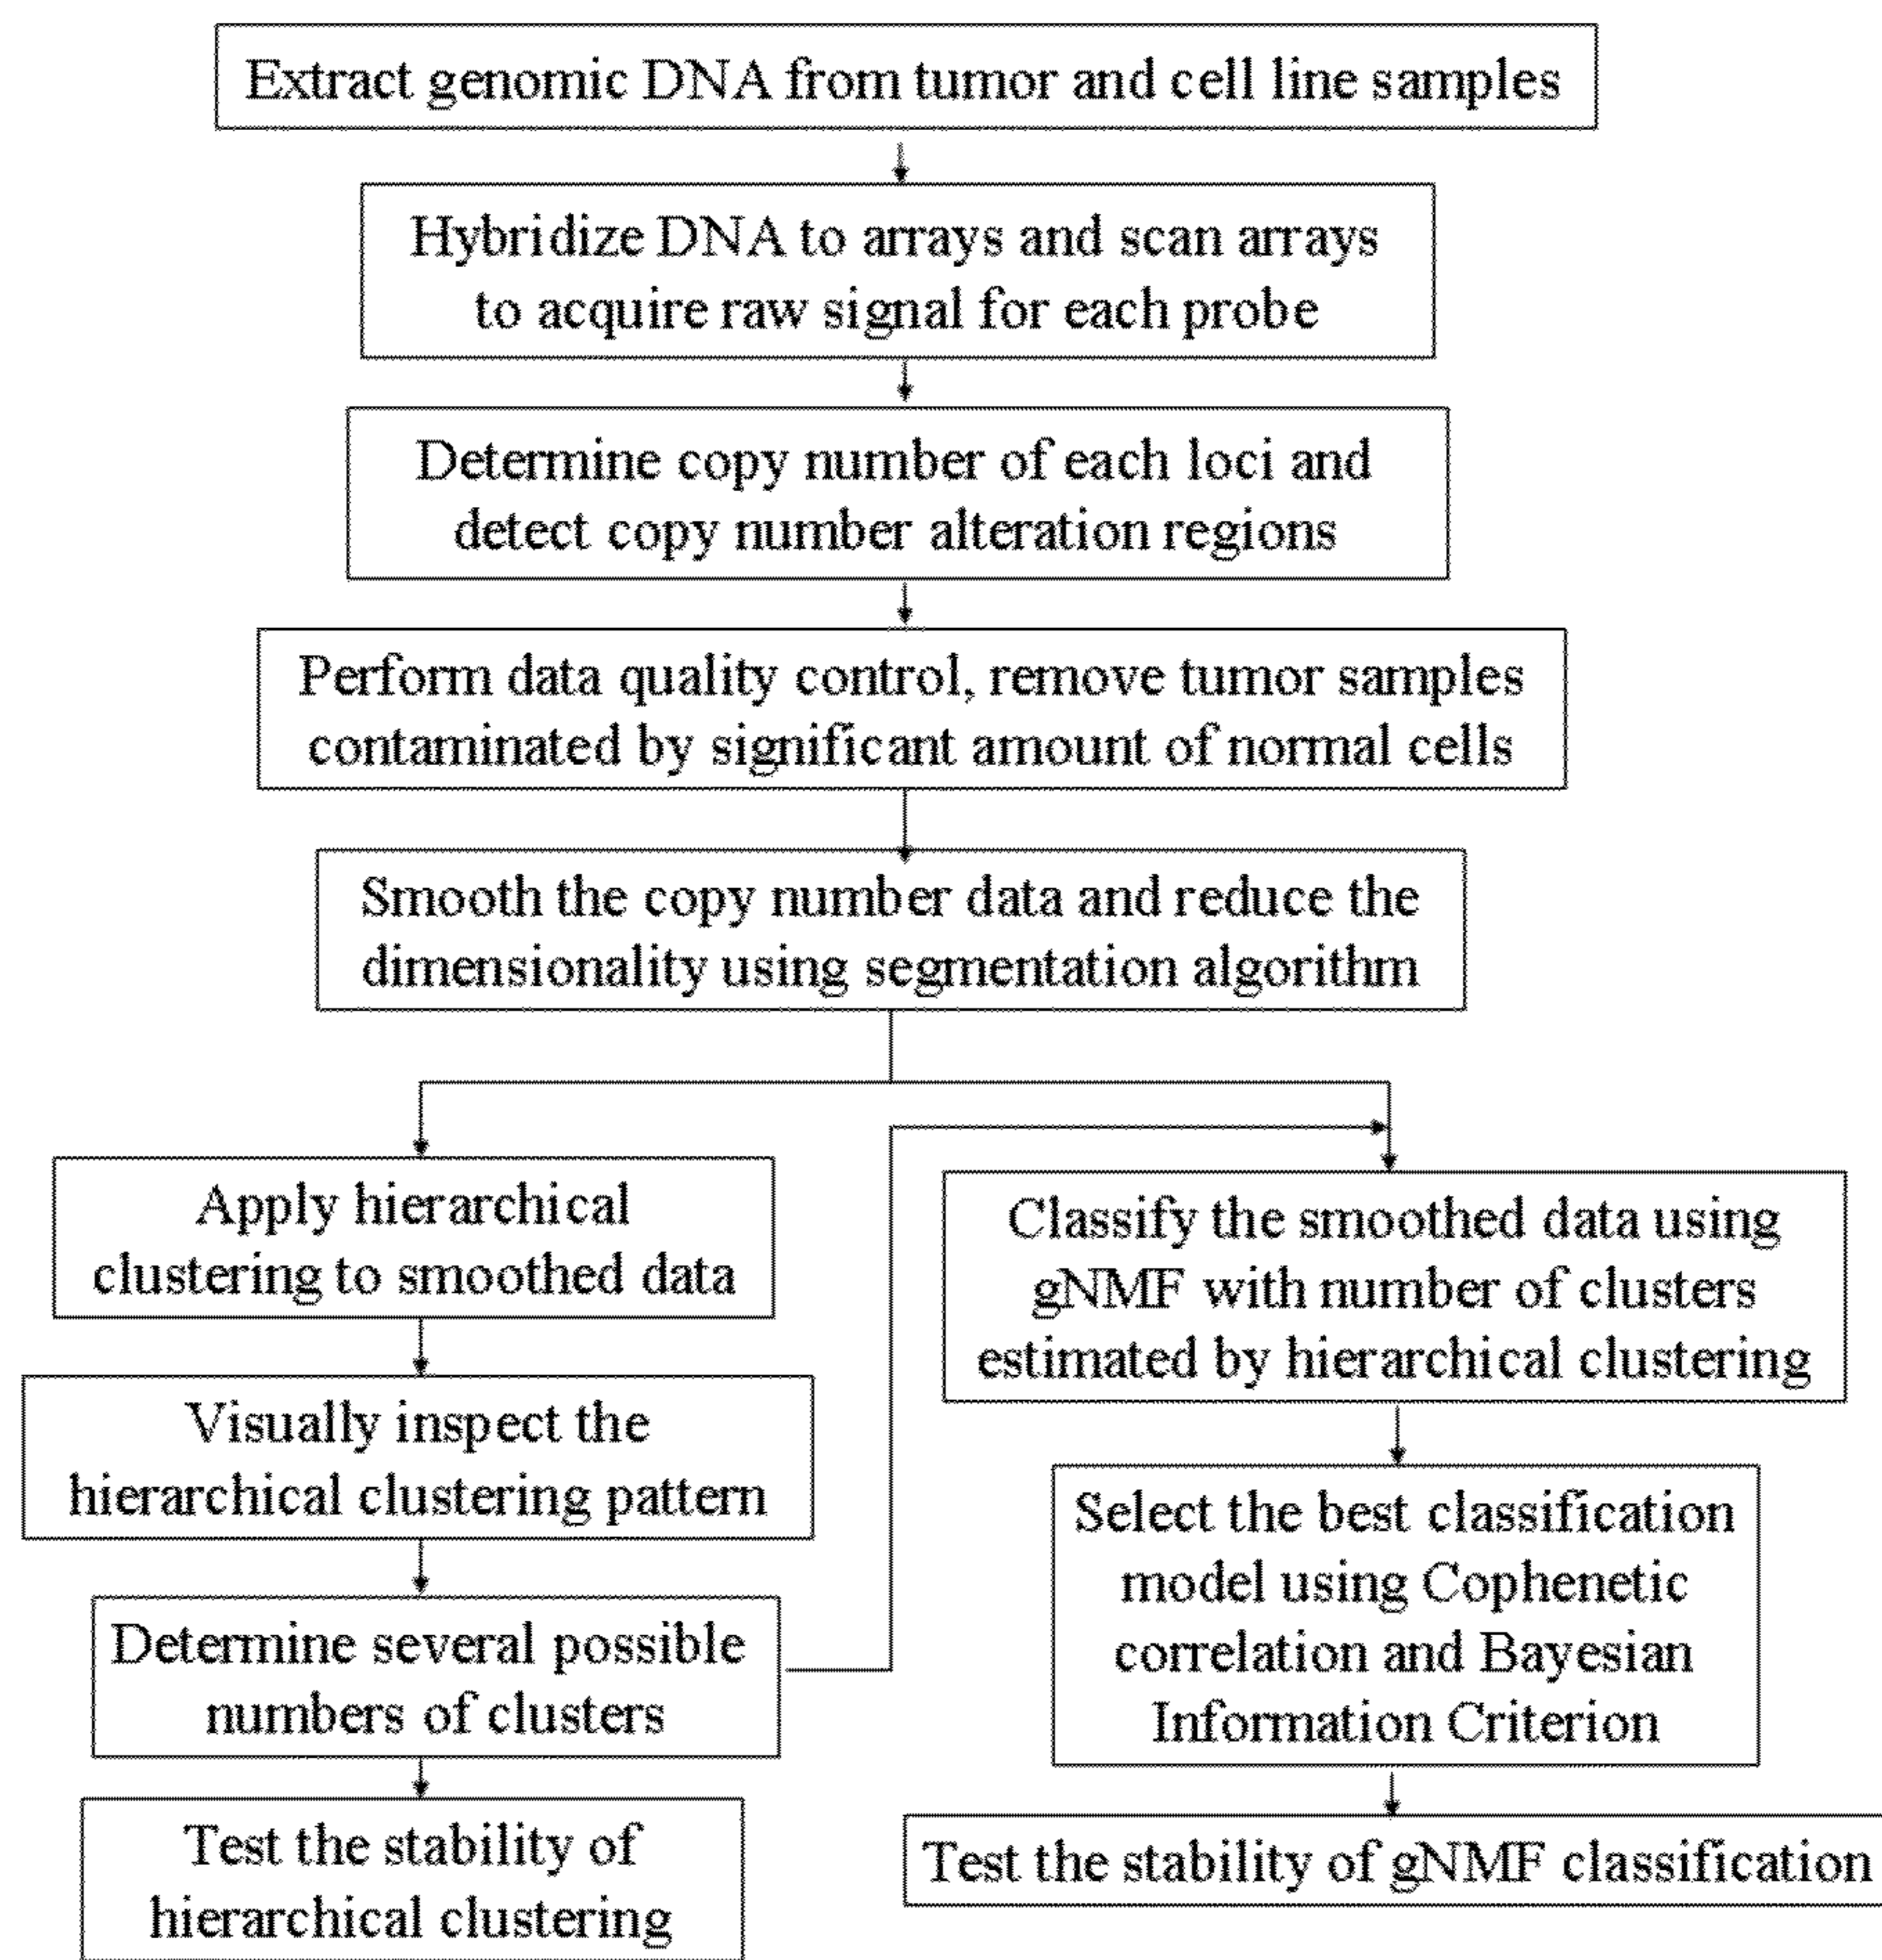 Extract genomic DNA from tumor and cell line samples
Hybridize DNA to arrays and scan arrays
to acquire raw signal for each probe
Determine copy number of each loci and
detect copy number alteration regions
Perform data quality control, remove tumor samples
contaminated by significant amount of normal cells
Smooth the copy number data and reduce the
dimensionality using segmentation algorithm
Apply hierarchical
clustering to smoothed data
Visually inspect the
hierarchical clustering pattern
Determine several possible
numbers of clusters
Test the stability of
hierarchical clustering
Classify the smoothed data using
gNMF with number of clusters
estimated by hierarchical clustering
Select the best classification
model using Cophenetic
correlation and Bayesian
Information Criterion
Test the stability of gNMF classification